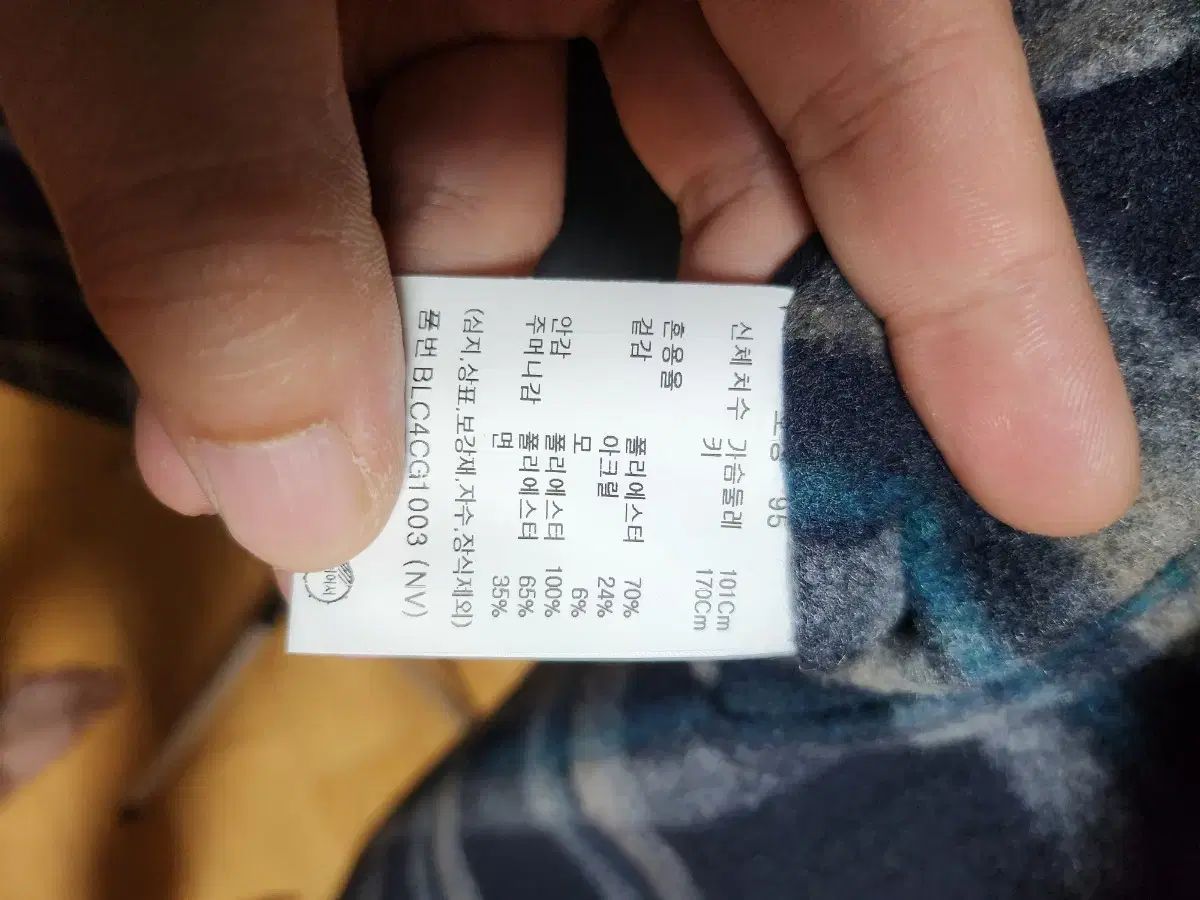 95
신체치수 가슴둘레 101Cm
키 170Cm
혼용율
겉감 폴리에스터 70%
아크릴 24%
모 6%
안감 폴리에스터 100%
주머니감 폴리에스터 65%
면 35%
(심지,상표,보강재,자수,장식제외)
품번 BLC4CG1003 (NV)